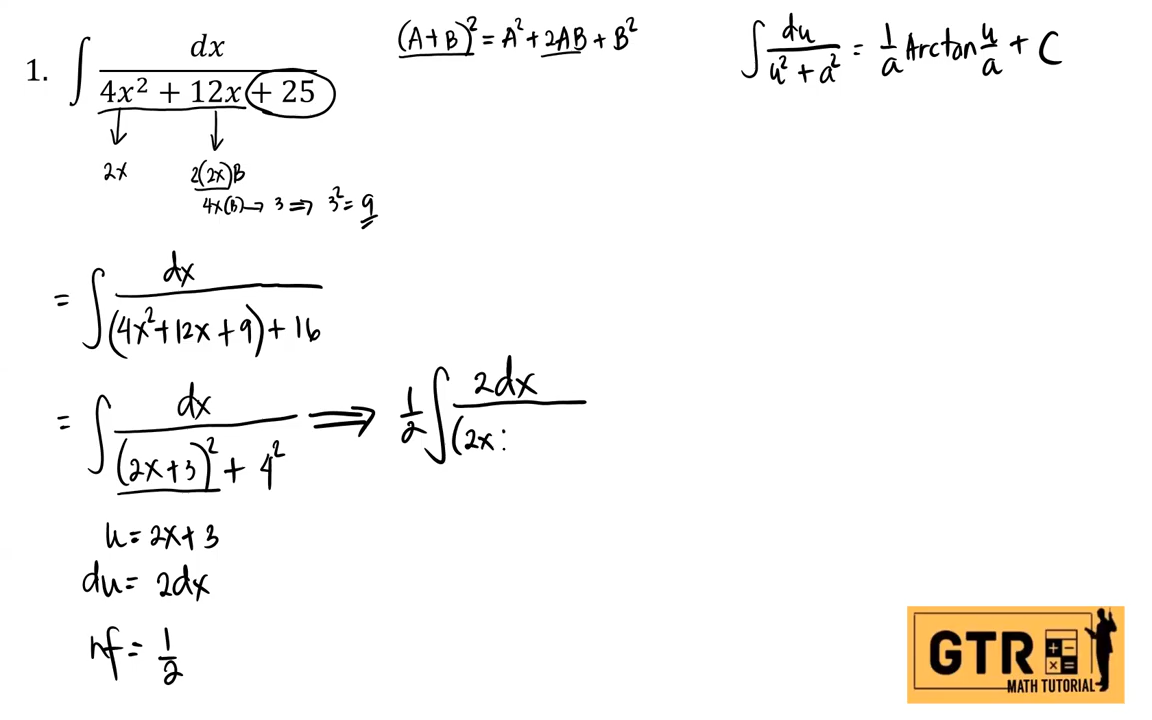 1. ∫ dx / (4x² + 12x + 25)
(A+B)² = A² + 2AB + B²
∫ du / (u² + a²) = 1/a Arctan u/a + C
2x
2(2x)B
4x(B) → 3 ⇒ 3² = 9
= ∫ dx / ((4x² + 12x + 9) + 16)
= ∫ dx / ((2x+3)² + 4²) ⟹ 1/2 ∫ 2dx / (2x :
u = 2x + 3
du = 2dx
nf = 1/2
GTR
MATH TUTORIAL